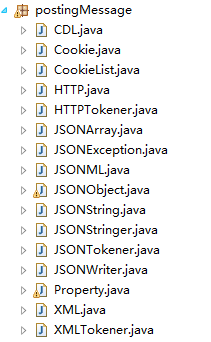 postingMessage
CDL.java
Cookie.java
CookieList.java
HTTP.java
HTTPTokener.java
JSONArray.java
JSONException.java
JSONML.java
JSONObject.java
JSONString.java
JSONStringer.java
JSONTokener.java
JSONWriter.java
Property.java
XML.java
XMLTokener.java